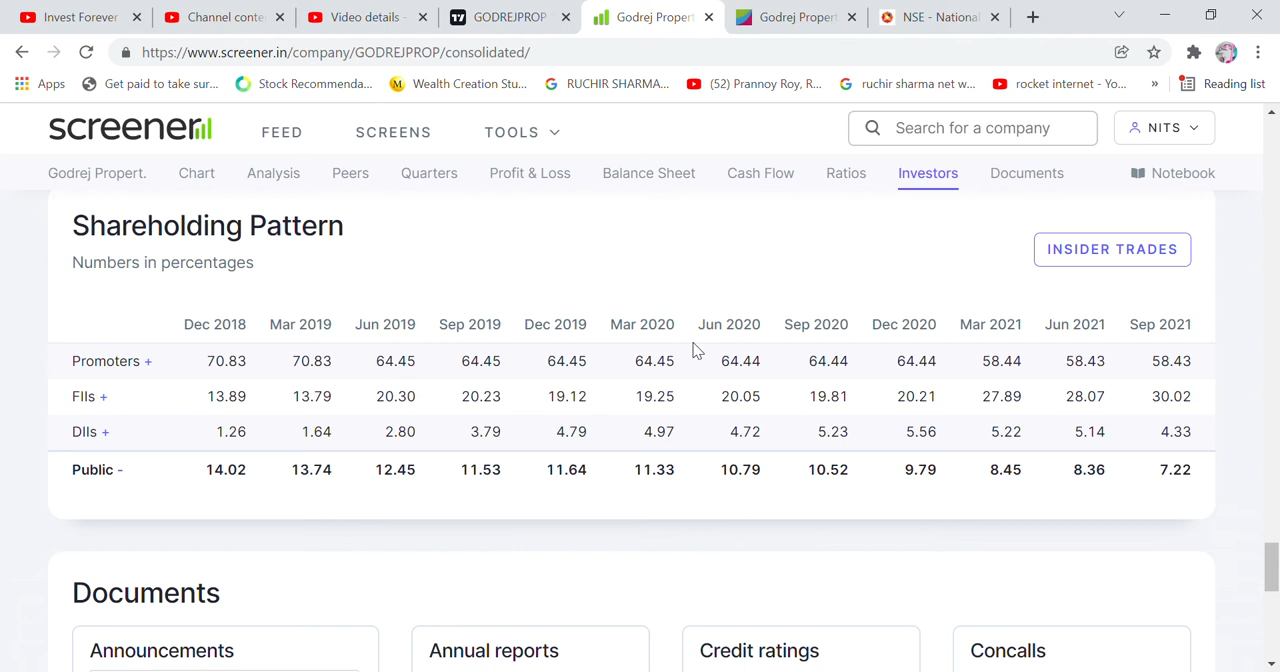 Invest Forever
Channel conte
Video details -
GODREJPROP
Godrej Propert
Godrej Propert
NSE - National
https://www.screener.in/company/GODREJPROP/consolidated/
Apps
Get paid to take sur...
Stock Recommenda...
Wealth Creation Stu...
RUCHIR SHARMA...
(52) Prannoy Roy, R...
ruchir sharma net w...
rocket internet - Yo...
»
Reading list
screener
FEED
SCREENS
TOOLS
Search for a company
NITS
Godrej Propert. Chart Analysis Peers Quarters Profit & Loss Balance Sheet Cash Flow Ratios Investors Documents Notebook
Shareholding Pattern
Numbers in percentages
INSIDER TRADES
Dec 2018 Mar 2019 Jun 2019 Sep 2019 Dec 2019 Mar 2020 Jun 2020 Sep 2020 Dec 2020 Mar 2021 Jun 2021 Sep 2021
Promoters + 70.83 70.83 64.45 64.45 64.45 64.45 64.44 64.44 64.44 58.44 58.43 58.43
FIIs + 13.89 13.79 20.30 20.23 19.12 19.25 20.05 19.81 20.21 27.89 28.07 30.02
DIIs + 1.26 1.64 2.80 3.79 4.79 4.97 4.72 5.23 5.56 5.22 5.14 4.33
Public - 14.02 13.74 12.45 11.53 11.64 11.33 10.79 10.52 9.79 8.45 8.36 7.22
Documents
Announcements
Annual reports
Credit ratings
Concalls